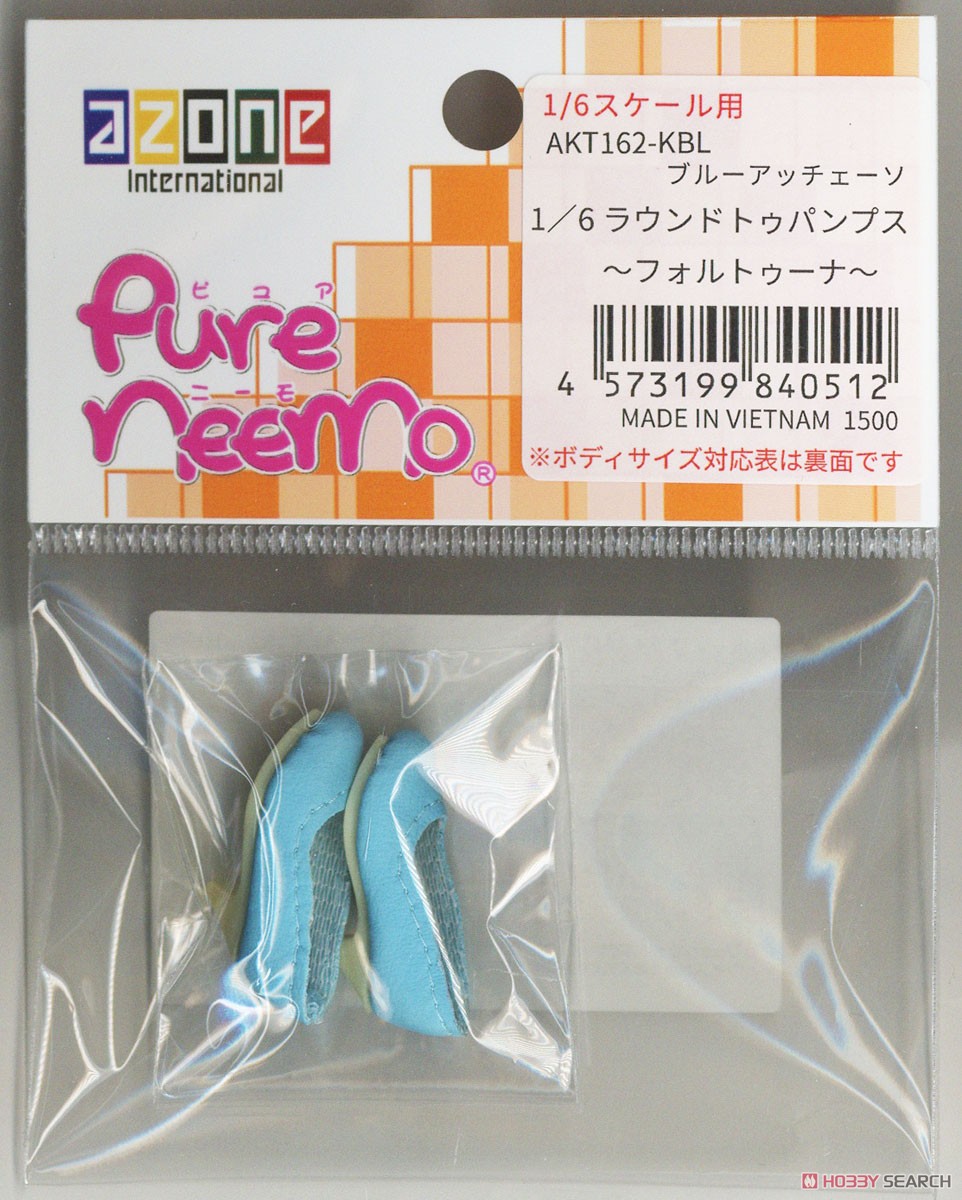 azone
International
ピュア
Pure
ニーモ
neemo®
1/6スケール用
AKT162-KBL
ブルーアッチェーソ
1／6 ラウンドトゥパンプス
～フォルトゥーナ～
4 573199 840512
MADE IN VIETNAM 1500
※ボディサイズ対応表は裏面です
HOBBY SEARCH